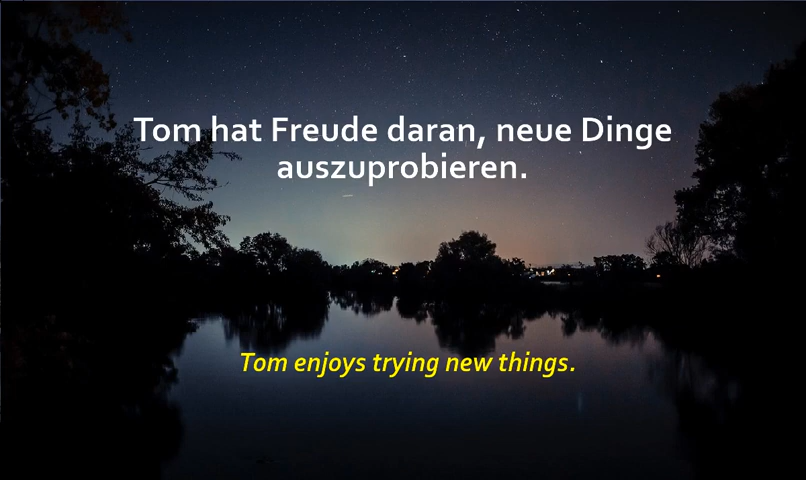 Tom hat Freude daran, neue Dinge
auszuprobieren.
Tom enjoys trying new things.